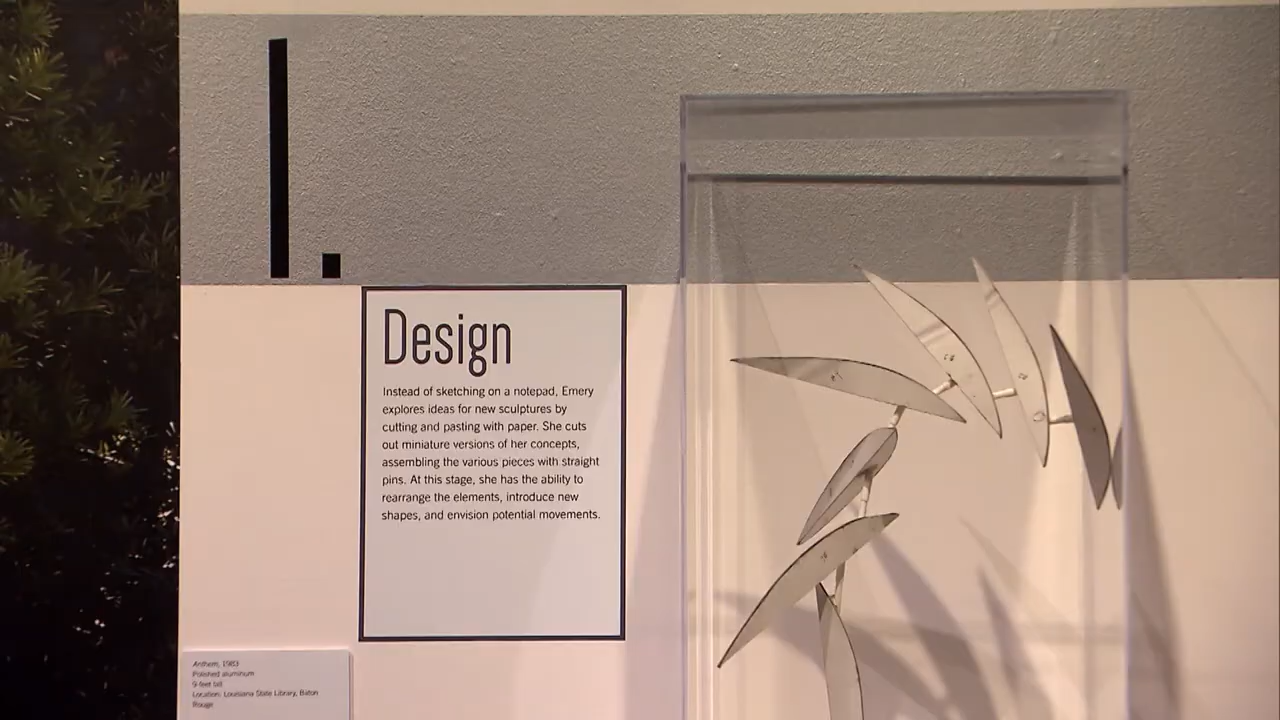 1.
Design
Instead of sketching on a notepad, Emery
explores ideas for new sculptures by
cutting and pasting with paper. She cuts
out miniature versions of her concepts,
assembling the various pieces with straight
pins. At this stage, she has the ability to
rearrange the elements, introduce new
shapes, and envision potential movements.
Anthem, 1983
Polished aluminum
9-feet tall
Location: Louisiana State Library, Baton
Rouge